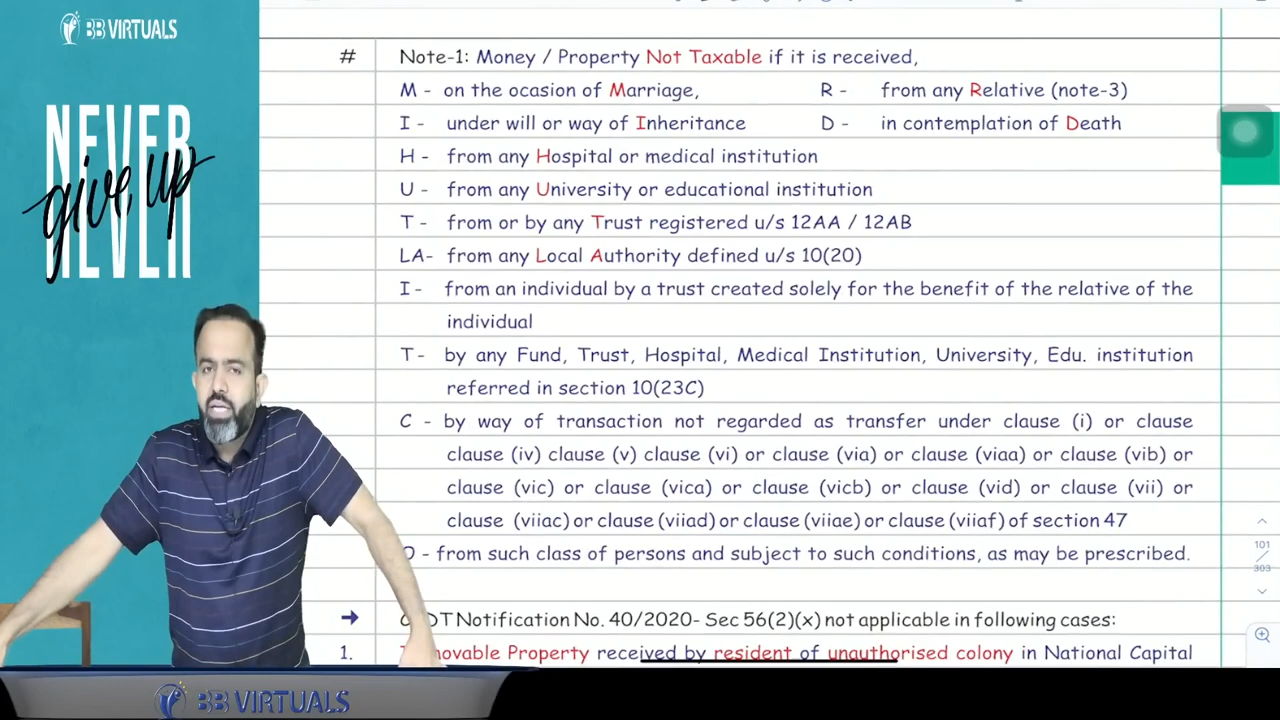 BB VIRTUALS
NEVER
give up
NEVER
# Note-1: Money / Property Not Taxable if it is received,
M - on the ocasion of Marriage, R - from any Relative (note-3)
I - under will or way of Inheritance D - in contemplation of Death
H - from any Hospital or medical institution
U - from any University or educational institution
T - from or by any Trust registered u/s 12AA / 12AB
LA- from any Local Authority defined u/s 10(20)
I - from an individual by a trust created solely for the benefit of the relative of the
individual
T - by any Fund, Trust, Hospital, Medical Institution, University, Edu. institution
referred in section 10(23C)
C - by way of transaction not regarded as transfer under clause (i) or clause
clause (iv) clause (v) clause (vi) or clause (via) or clause (viaa) or clause (vib) or
clause (vic) or clause (vica) or clause (vicb) or clause (vid) or clause (vii) or
clause (viiac) or clause (viiad) or clause (viiae) or clause (viiaf) of section 47
- from such class of persons and subject to such conditions, as may be prescribed.
101
303
→ Notification No. 40/2020- Sec 56(2)(x) not applicable in following cases:
1. Property received by resident of unauthorised colony in National Capital
BB VIRTUALS